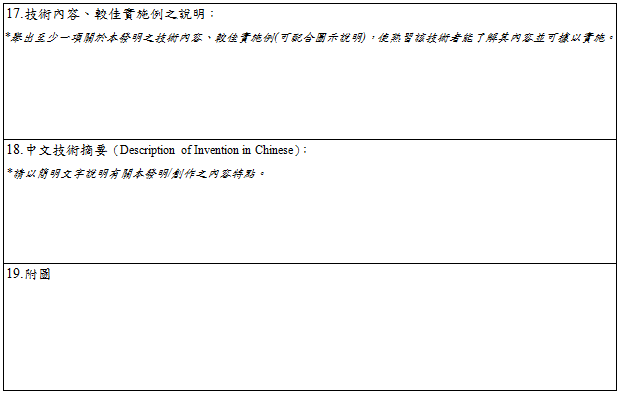 17.技術內容、較佳實施例之說明：
*舉出至少一項關於本發明之技術內容、較佳實施例(可配合圖示說明)，使熟習該技術者能了解其內容並可據以實施。
18.中文技術摘要（Description of Invention in Chinese）：
*請以簡明文字說明有關本發明/創作之內容特點。
19.附圖